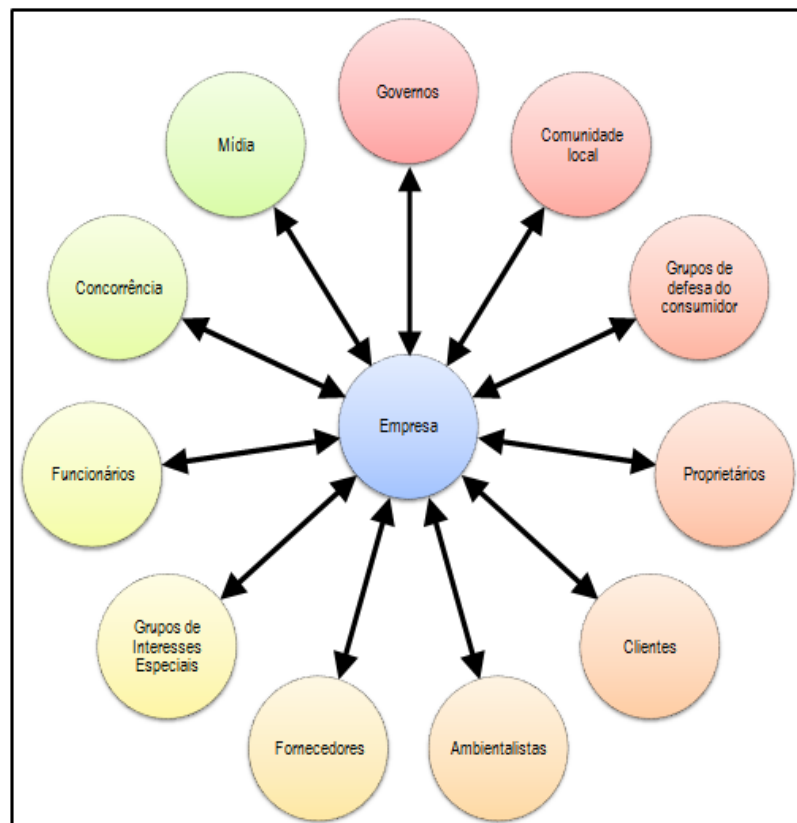 Governos
Mídia
Comunidade
local
Concorrência
Grupos de
defesa do
consumidor
Empresa
Funcionários
Proprietários
Grupos de
Interesses
Especiais
Clientes
Fornecedores
Ambientalistas